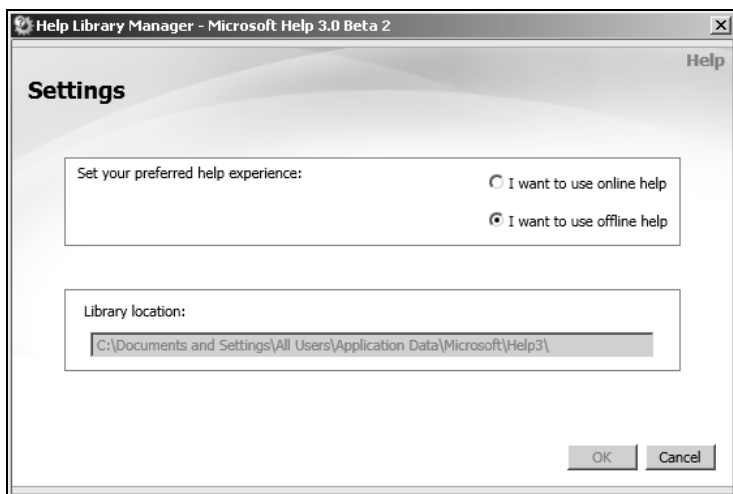 Help Library Manager - Microsoft Help 3.0 Beta 2
Help
Settings
Set your preferred help experience:
I want to use online help
I want to use offline help
Library location:
C:\Documents and Settings\All Users\Application Data\Microsoft\Help3\
OK
Cancel